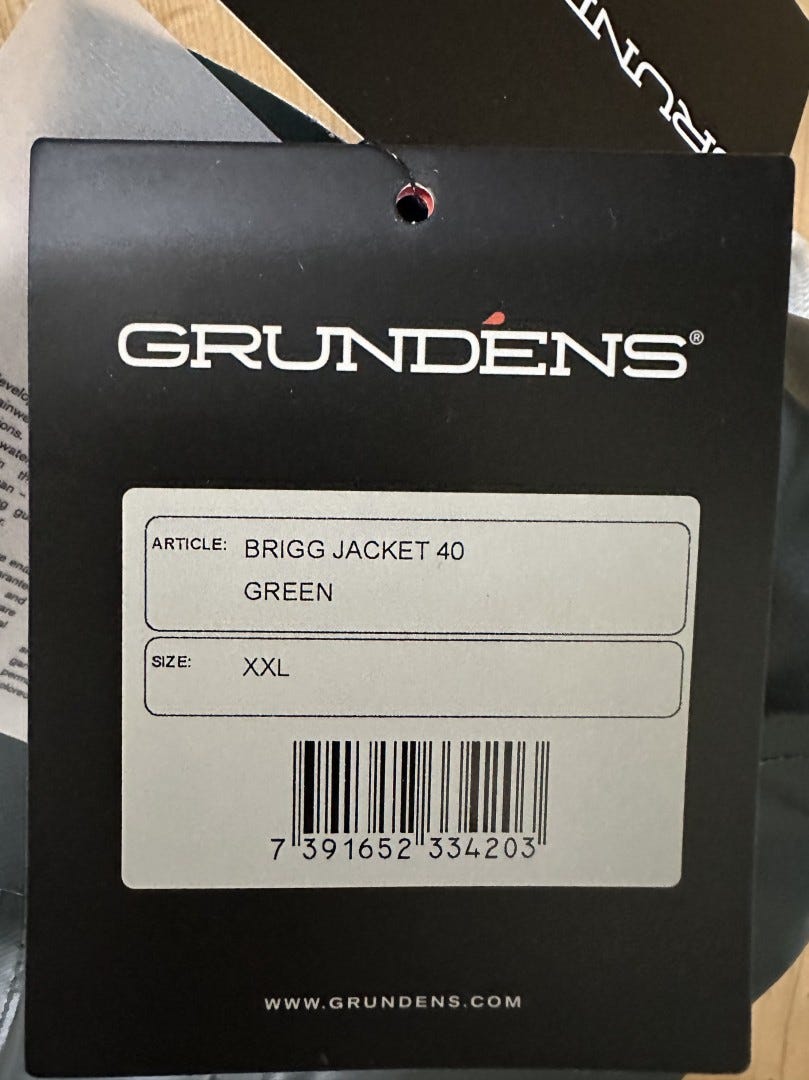 GRUNDÉNS®
ARTICLE: BRIGG JACKET 40
GREEN
SIZE: XXL
7 391652 334203
WWW.GRUNDENS.COM